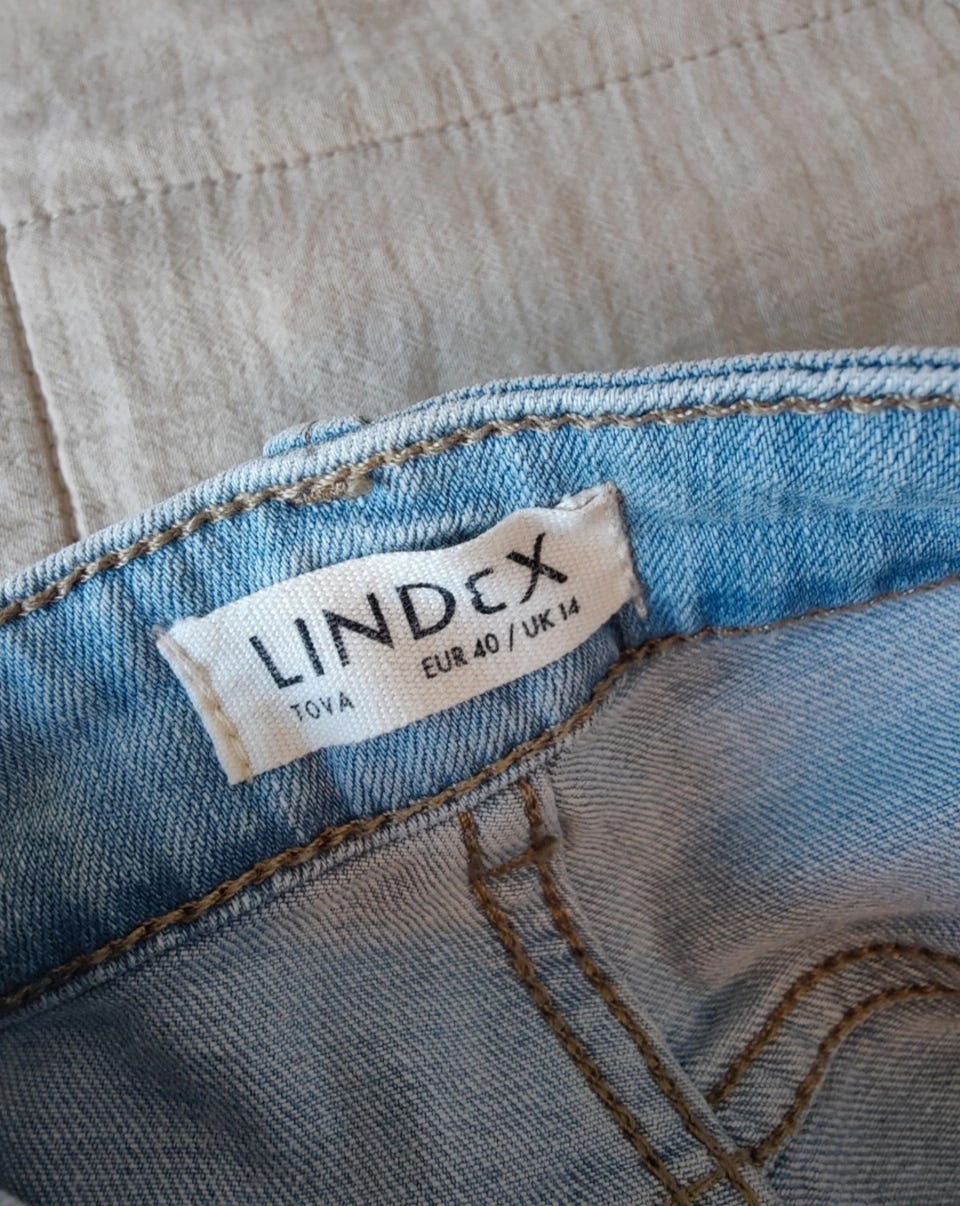 LINDEX
EUR 40 / UK 14
TOVA